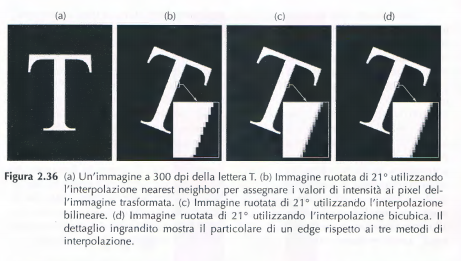 (a) (b) (c) (d)
T T T T
Figura 2.36 (a) Un'immagine a 300 dpi della lettera T. (b) Immagine ruotata di 21° utilizzando
l'interpolazione nearest neighbor per assegnare i valori di intensità ai pixel del-
l'immagine trasformata. (c) Immagine ruotata di 21° utilizzando l'interpolazione
bilineare. (d) Immagine ruotata di 21° utilizzando l'interpolazione bicubica. Il
dettaglio ingrandito mostra il particolare di un edge rispetto ai tre metodi di
interpolazione.